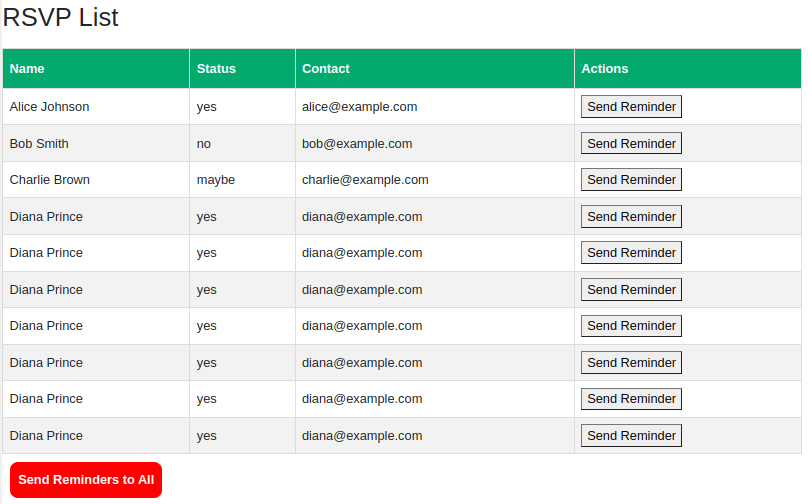 RSVP List
Name Status Contact Actions
Alice Johnson yes alice@example.com Send Reminder
Bob Smith no bob@example.com Send Reminder
Charlie Brown maybe charlie@example.com Send Reminder
Diana Prince yes diana@example.com Send Reminder
Diana Prince yes diana@example.com Send Reminder
Diana Prince yes diana@example.com Send Reminder
Diana Prince yes diana@example.com Send Reminder
Diana Prince yes diana@example.com Send Reminder
Diana Prince yes diana@example.com Send Reminder
Diana Prince yes diana@example.com Send Reminder
Send Reminders to All